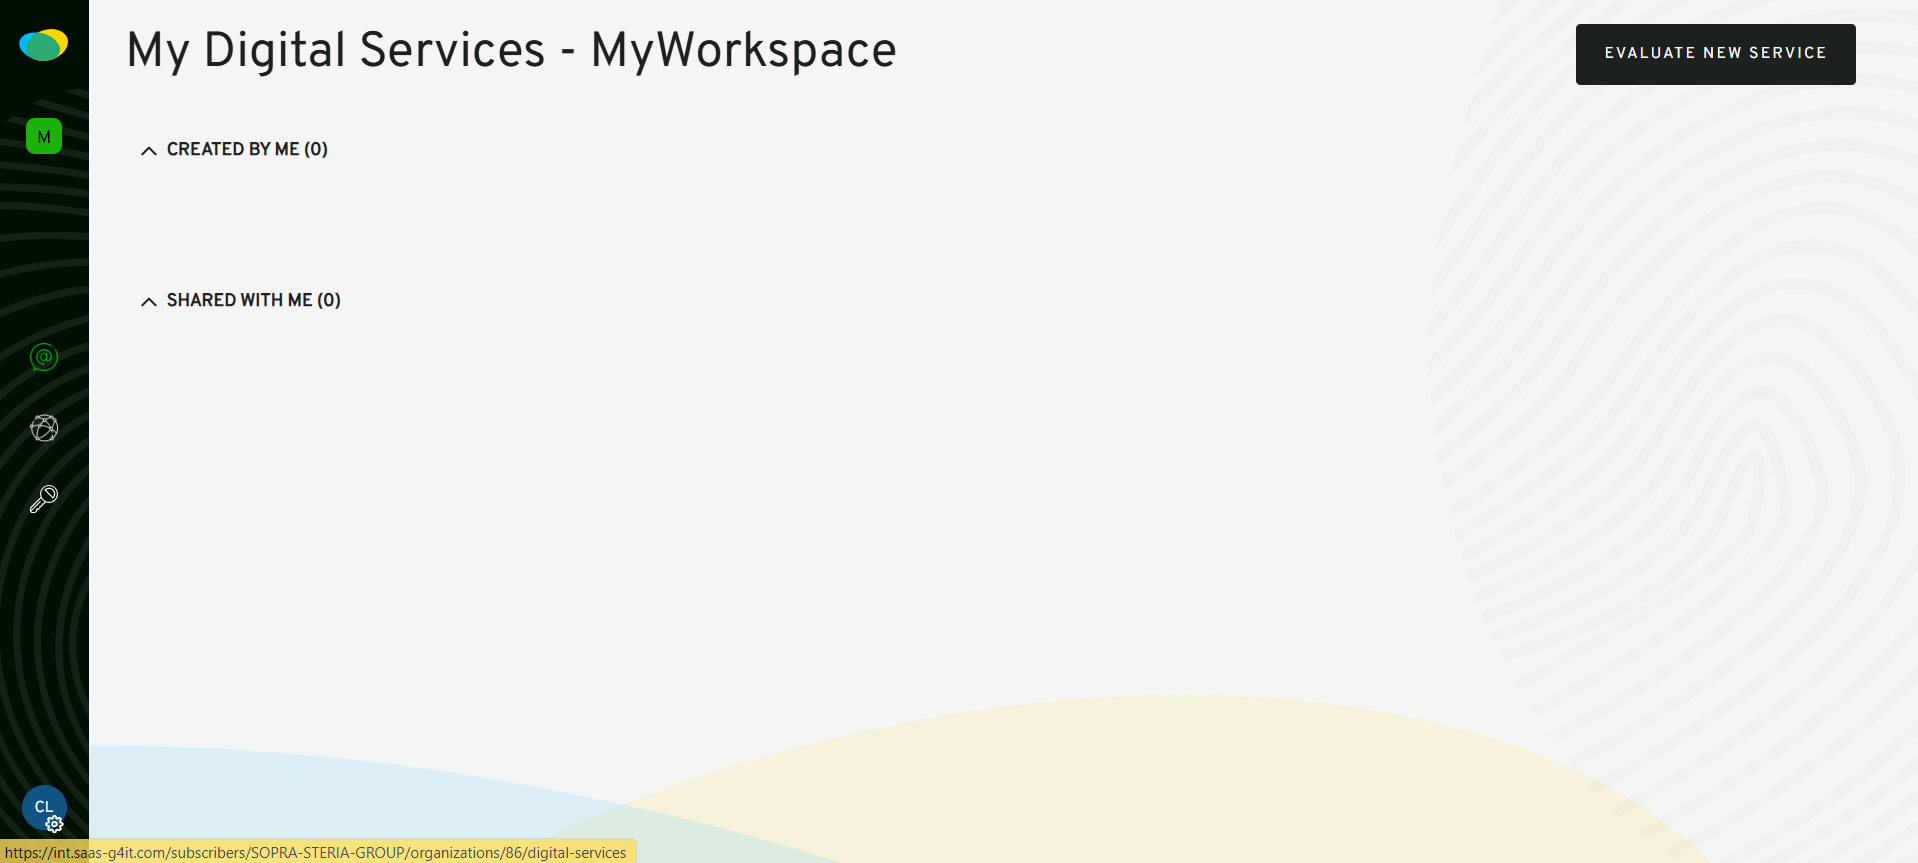 My Digital Services - MyWorkspace
EVALUATE NEW SERVICE
M
CREATED BY ME (0)
SHARED WITH ME (0)
@
CL
https://int.saas-g4it.com/subscribers/SOPRA-STERIA-GROUP/organizations/86/digital-services